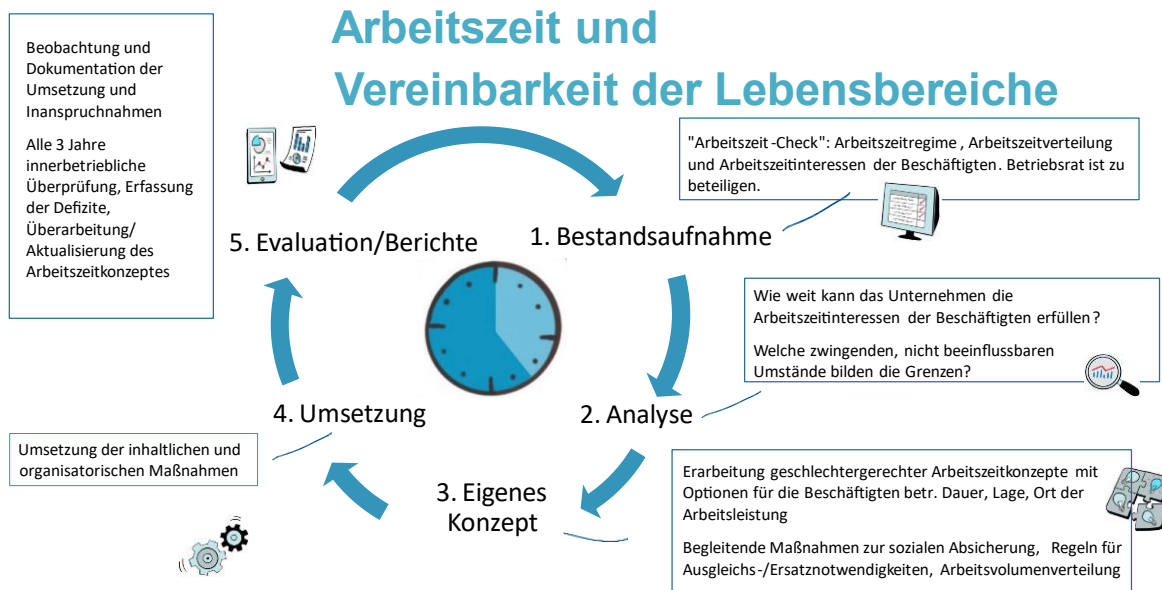 Arbeitszeit und
Vereinbarkeit der Lebensbereiche
Beobachtung und
Dokumentation der
Umsetzung und
Inanspruchnahmen
Alle 3 Jahre
innerbetriebliche
Überprüfung, Erfassung
der Defizite,
Überarbeitung/
Aktualisierung des
Arbeitszeitkonzeptes
"Arbeitszeit-Check": Arbeitszeitregime, Arbeitszeitverteilung
und Arbeitszeitinteressen der Beschäftigten. Betriebsrat ist zu
beteiligen.
5. Evaluation/Berichte
1. Bestandsaufnahme
Wie weit kann das Unternehmen die
Arbeitszeitinteressen der Beschäftigten erfüllen?
Welche zwingenden, nicht beeinflussbaren
Umstände bilden die Grenzen?
4. Umsetzung
2. Analyse
Umsetzung der inhaltlichen und
organisatorischen Maßnahmen
3. Eigenes
Konzept
Erarbeitung geschlechtergerechter Arbeitszeitkonzepte mit
Optionen für die Beschäftigten betr. Dauer, Lage, Ort der
Arbeitsleistung
Begleitende Maßnahmen zur sozialen Absicherung, Regeln für
Ausgleichs-/Ersatznotwendigkeiten, Arbeitsvolumenverteilung